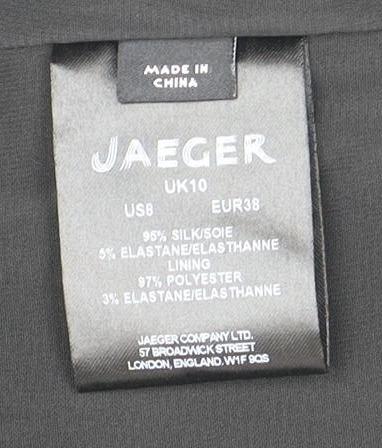 MADE IN
CHINA
JAEGER
UK10
US8 EUR38
95% SILK/SOIE
5% ELASTANE/ELASTHANNE
LINING
97% POLYESTER
3% ELASTANE/ELASTHANNE
JAEGER COMPANY LTD.
57 BROADWICK STREET
LONDON, ENGLAND. W1F 9QS